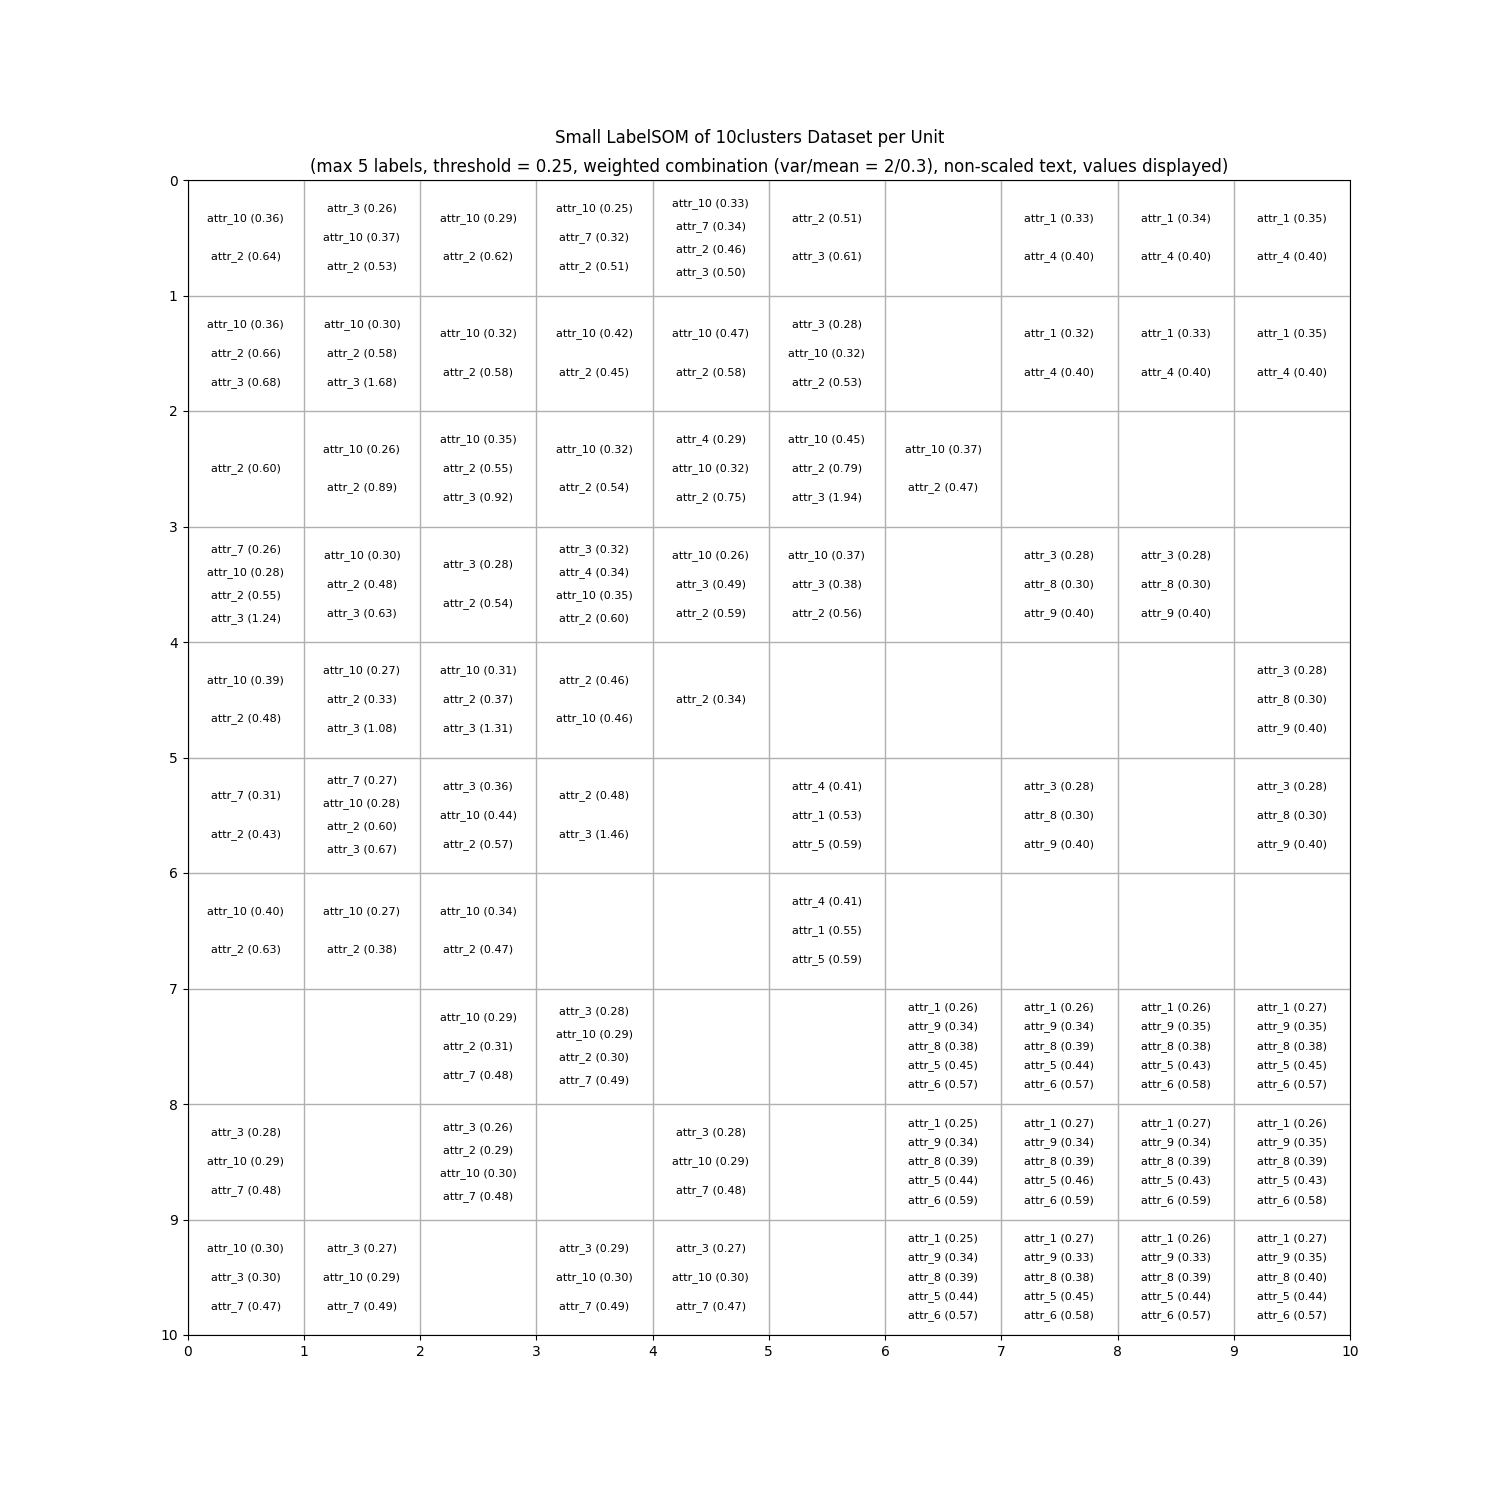 Small LabelSOM of 10clusters Dataset per Unit
(max 5 labels, threshold = 0.25, weighted combination (var/mean = 2/0.3), non-scaled text, values displayed)
0
attr_10 (0.36)
attr_2 (0.64)
attr_3 (0.26)
attr_10 (0.37)
attr_2 (0.53)
attr_10 (0.29)
attr_2 (0.62)
attr_10 (0.25)
attr_7 (0.32)
attr_2 (0.51)
attr_10 (0.33)
attr_7 (0.34)
attr_2 (0.46)
attr_3 (0.50)
attr_2 (0.51)
attr_3 (0.61)
attr_1 (0.33)
attr_4 (0.40)
attr_1 (0.34)
attr_4 (0.40)
attr_1 (0.35)
attr_4 (0.40)
1
attr_10 (0.36)
attr_2 (0.66)
attr_3 (0.68)
attr_10 (0.30)
attr_2 (0.58)
attr_3 (1.68)
attr_10 (0.32)
attr_2 (0.58)
attr_10 (0.42)
attr_2 (0.45)
attr_10 (0.47)
attr_2 (0.58)
attr_3 (0.28)
attr_10 (0.32)
attr_2 (0.53)
attr_1 (0.32)
attr_4 (0.40)
attr_1 (0.33)
attr_4 (0.40)
attr_1 (0.35)
attr_4 (0.40)
2
attr_2 (0.60)
attr_10 (0.26)
attr_2 (0.89)
attr_10 (0.35)
attr_2 (0.55)
attr_3 (0.92)
attr_10 (0.32)
attr_2 (0.54)
attr_4 (0.29)
attr_10 (0.32)
attr_2 (0.75)
attr_10 (0.45)
attr_2 (0.79)
attr_3 (1.94)
attr_10 (0.37)
attr_2 (0.47)
3
attr_7 (0.26)
attr_10 (0.28)
attr_2 (0.55)
attr_3 (1.24)
attr_10 (0.30)
attr_2 (0.48)
attr_3 (0.63)
attr_3 (0.28)
attr_2 (0.54)
attr_3 (0.32)
attr_4 (0.34)
attr_10 (0.35)
attr_2 (0.60)
attr_10 (0.26)
attr_3 (0.49)
attr_2 (0.59)
attr_10 (0.37)
attr_3 (0.38)
attr_2 (0.56)
attr_3 (0.28)
attr_8 (0.30)
attr_9 (0.40)
attr_3 (0.28)
attr_8 (0.30)
attr_9 (0.40)
4
attr_10 (0.39)
attr_2 (0.48)
attr_10 (0.27)
attr_2 (0.33)
attr_3 (1.08)
attr_10 (0.31)
attr_2 (0.37)
attr_3 (1.31)
attr_2 (0.46)
attr_10 (0.46)
attr_2 (0.34)
attr_3 (0.28)
attr_8 (0.30)
attr_9 (0.40)
5
attr_7 (0.31)
attr_2 (0.43)
attr_7 (0.27)
attr_10 (0.28)
attr_2 (0.60)
attr_3 (0.67)
attr_3 (0.36)
attr_10 (0.44)
attr_2 (0.57)
attr_2 (0.48)
attr_3 (1.46)
attr_4 (0.41)
attr_1 (0.53)
attr_5 (0.59)
attr_3 (0.28)
attr_8 (0.30)
attr_9 (0.40)
attr_3 (0.28)
attr_8 (0.30)
attr_9 (0.40)
6
attr_10 (0.40)
attr_2 (0.63)
attr_10 (0.27)
attr_2 (0.38)
attr_10 (0.34)
attr_2 (0.47)
attr_4 (0.41)
attr_1 (0.55)
attr_5 (0.59)
7
attr_10 (0.29)
attr_2 (0.31)
attr_7 (0.48)
attr_3 (0.28)
attr_10 (0.29)
attr_2 (0.30)
attr_7 (0.49)
attr_1 (0.26)
attr_9 (0.34)
attr_8 (0.38)
attr_5 (0.45)
attr_6 (0.57)
attr_1 (0.26)
attr_9 (0.34)
attr_8 (0.39)
attr_5 (0.44)
attr_6 (0.57)
attr_1 (0.26)
attr_9 (0.35)
attr_8 (0.38)
attr_5 (0.43)
attr_6 (0.58)
attr_1 (0.27)
attr_9 (0.35)
attr_8 (0.38)
attr_5 (0.45)
attr_6 (0.57)
8
attr_3 (0.28)
attr_10 (0.29)
attr_7 (0.48)
attr_3 (0.26)
attr_2 (0.29)
attr_10 (0.30)
attr_7 (0.48)
attr_3 (0.28)
attr_10 (0.29)
attr_7 (0.48)
attr_1 (0.25)
attr_9 (0.34)
attr_8 (0.39)
attr_5 (0.44)
attr_6 (0.59)
attr_1 (0.27)
attr_9 (0.34)
attr_8 (0.39)
attr_5 (0.46)
attr_6 (0.59)
attr_1 (0.27)
attr_9 (0.34)
attr_8 (0.39)
attr_5 (0.43)
attr_6 (0.59)
attr_1 (0.26)
attr_9 (0.35)
attr_8 (0.39)
attr_5 (0.43)
attr_6 (0.58)
9
attr_10 (0.30)
attr_3 (0.30)
attr_7 (0.47)
attr_3 (0.27)
attr_10 (0.29)
attr_7 (0.49)
attr_3 (0.29)
attr_10 (0.30)
attr_7 (0.49)
attr_3 (0.27)
attr_10 (0.30)
attr_7 (0.47)
attr_1 (0.25)
attr_9 (0.34)
attr_8 (0.39)
attr_5 (0.44)
attr_6 (0.57)
attr_1 (0.27)
attr_9 (0.33)
attr_8 (0.38)
attr_5 (0.45)
attr_6 (0.58)
attr_1 (0.26)
attr_9 (0.33)
attr_8 (0.39)
attr_5 (0.44)
attr_6 (0.57)
attr_1 (0.27)
attr_9 (0.35)
attr_8 (0.40)
attr_5 (0.44)
attr_6 (0.57)
10
0 1 2 3 4 5 6 7 8 9 10